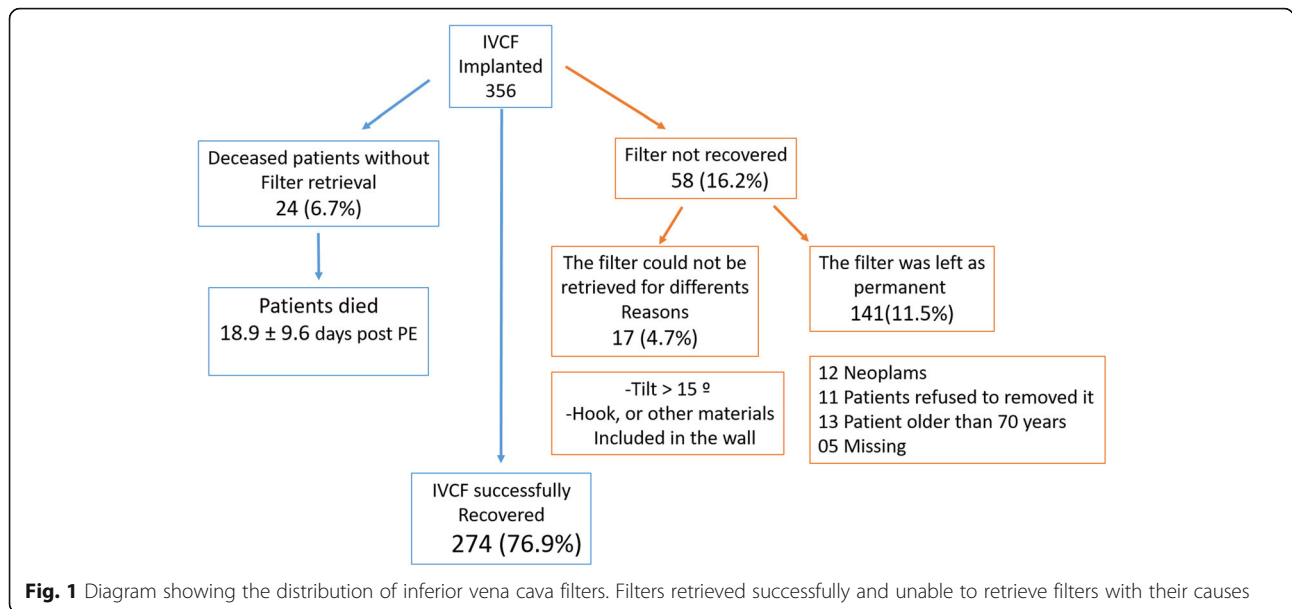 IVCF
Implanted
356
Deceased patients without
Filter retrieval
24 (6.7%)
Patients died
18.9 ± 9.6 days post PE
Filter not recovered
58 (16.2%)
The filter could not be
retrieved for differents
Reasons
17 (4.7%)
-Tilt > 15 º
-Hook, or other materials
Included in the wall
The filter was left as
permanent
141(11.5%)
12 Neoplams
11 Patients refused to removed it
13 Patient older than 70 years
05 Missing
IVCF successfully
Recovered
274 (76.9%)
Fig. 1 Diagram showing the distribution of inferior vena cava filters. Filters retrieved successfully and unable to retrieve filters with their causes